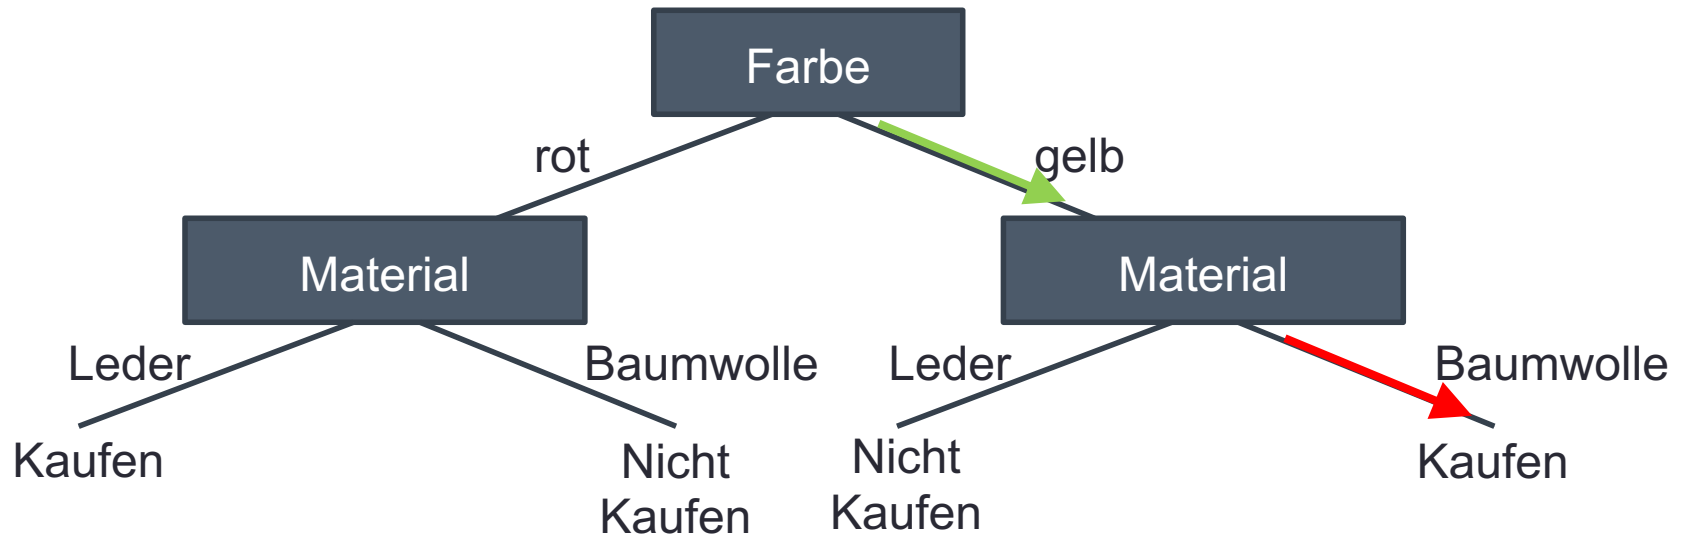 Farbe
rot
gelb
Material
Material
Leder
Baumwolle
Leder
Baumwolle
Kaufen
Nicht
Kaufen
Nicht
Kaufen
Kaufen